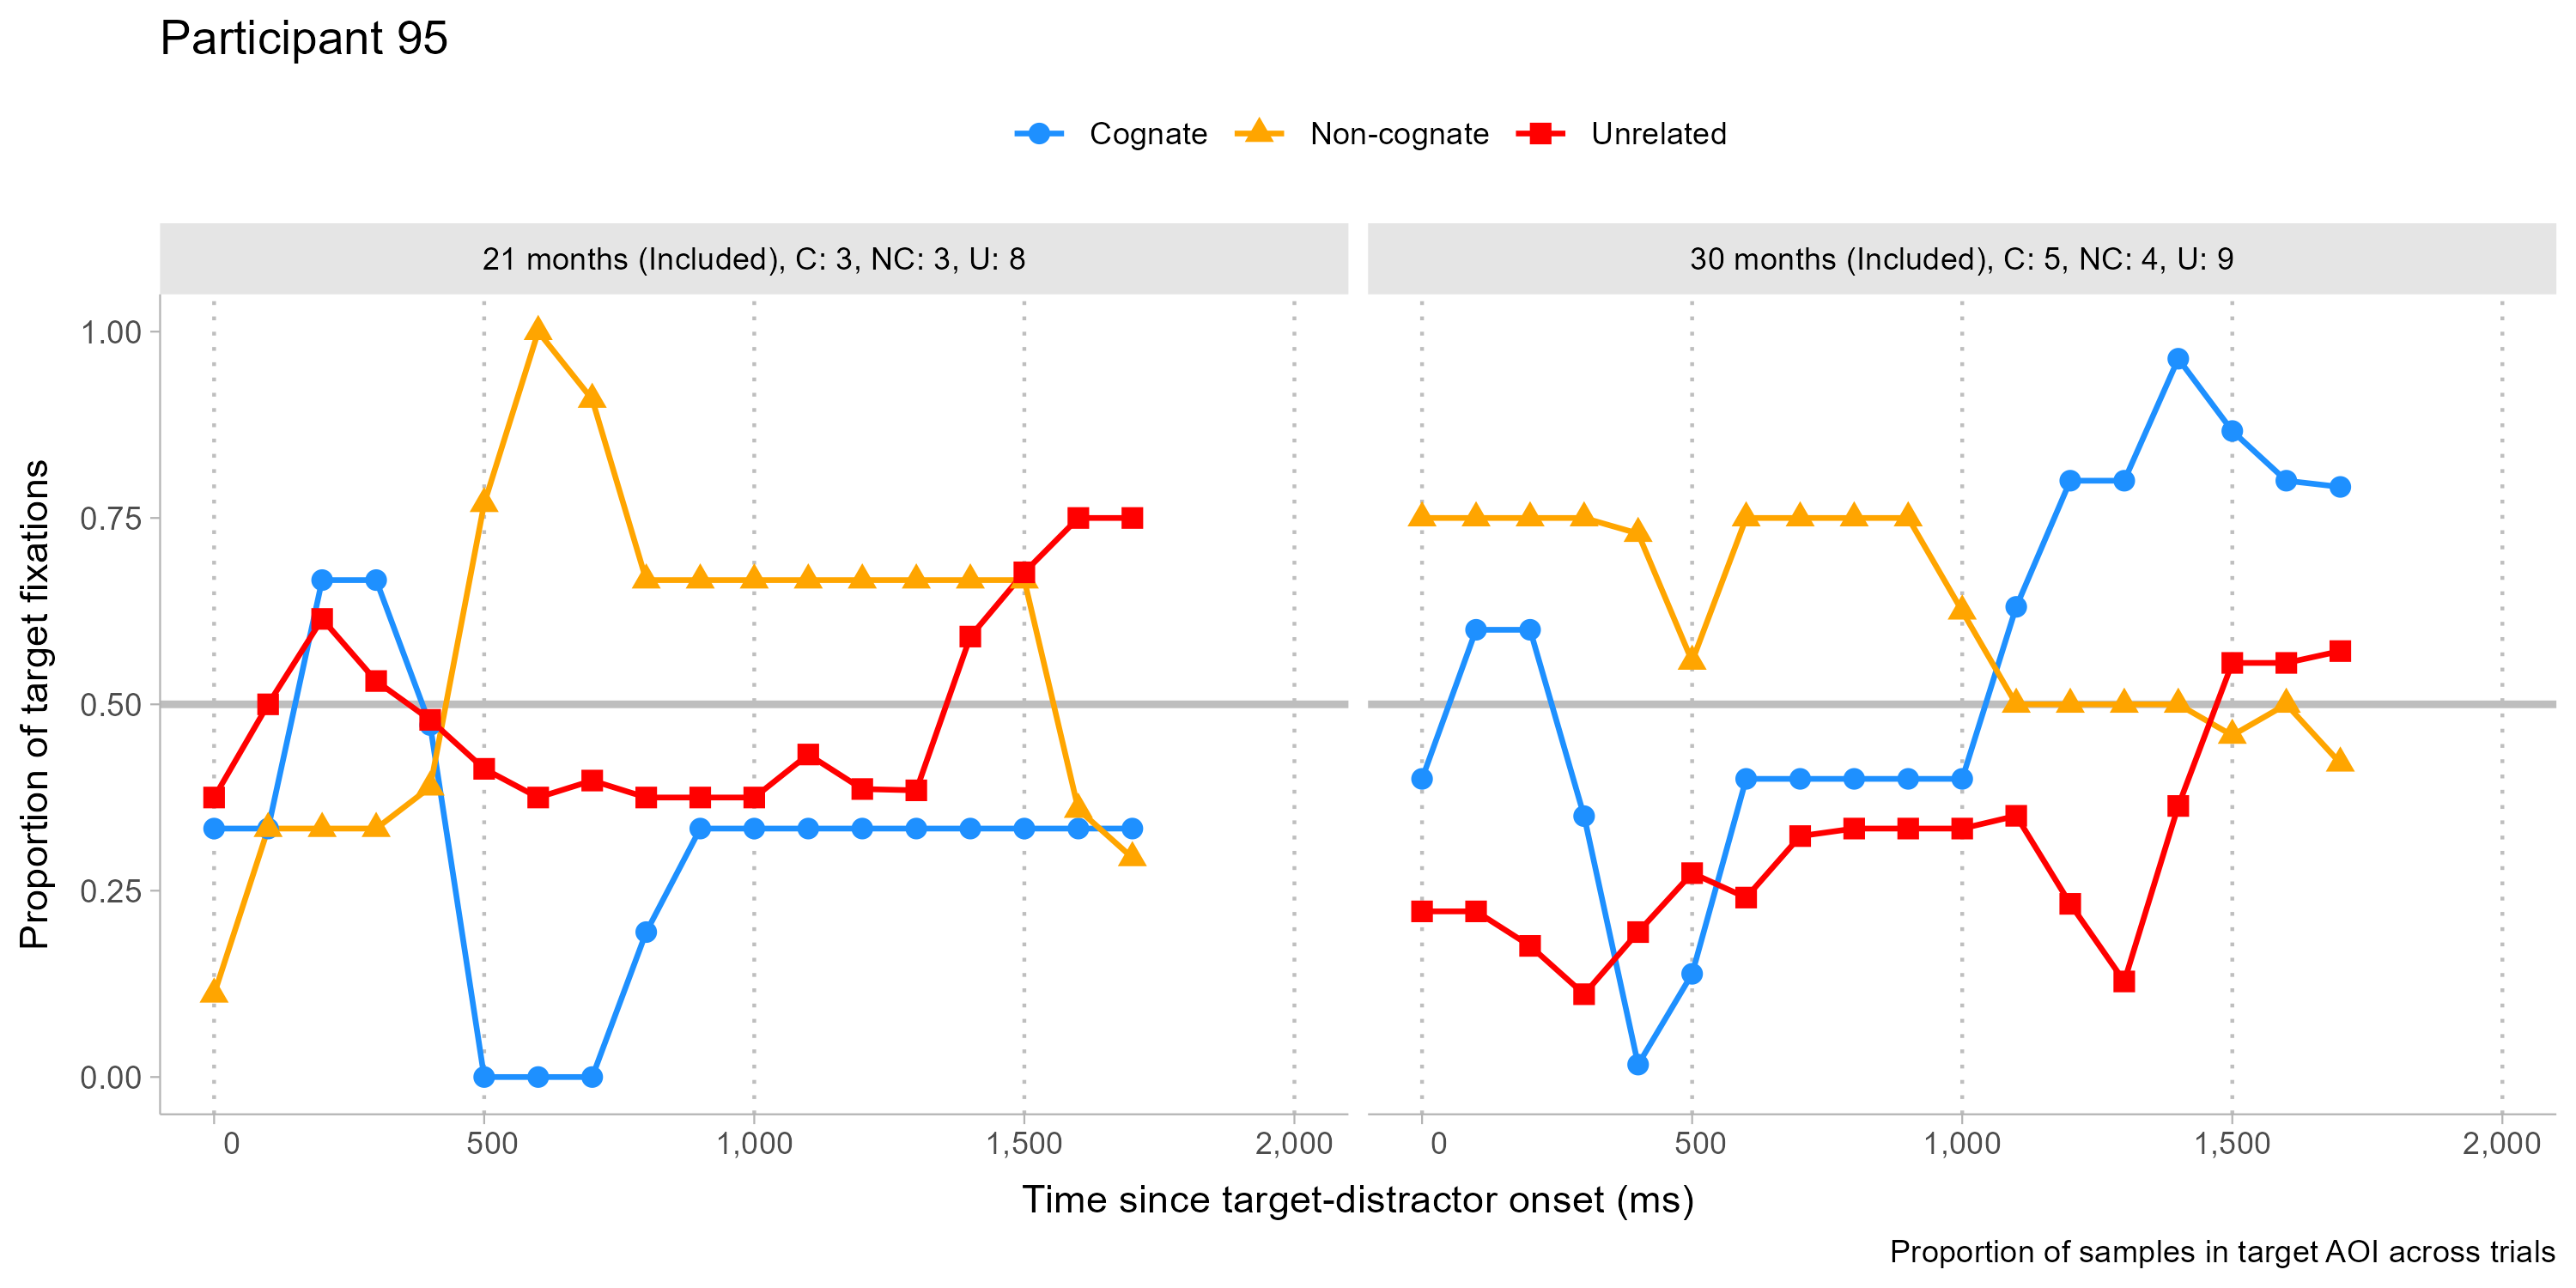 Participant 95
Cognate Non-cognate Unrelated
21 months (Included), C: 3, NC: 3, U: 8
30 months (Included), C: 5, NC: 4, U: 9
Proportion of target fixations
1.00
0.75
0.50
0.25
0.00
0 500 1,000 1,500 2,000
0 500 1,000 1,500 2,000
Time since target-distractor onset (ms)
Proportion of samples in target AOI across trials